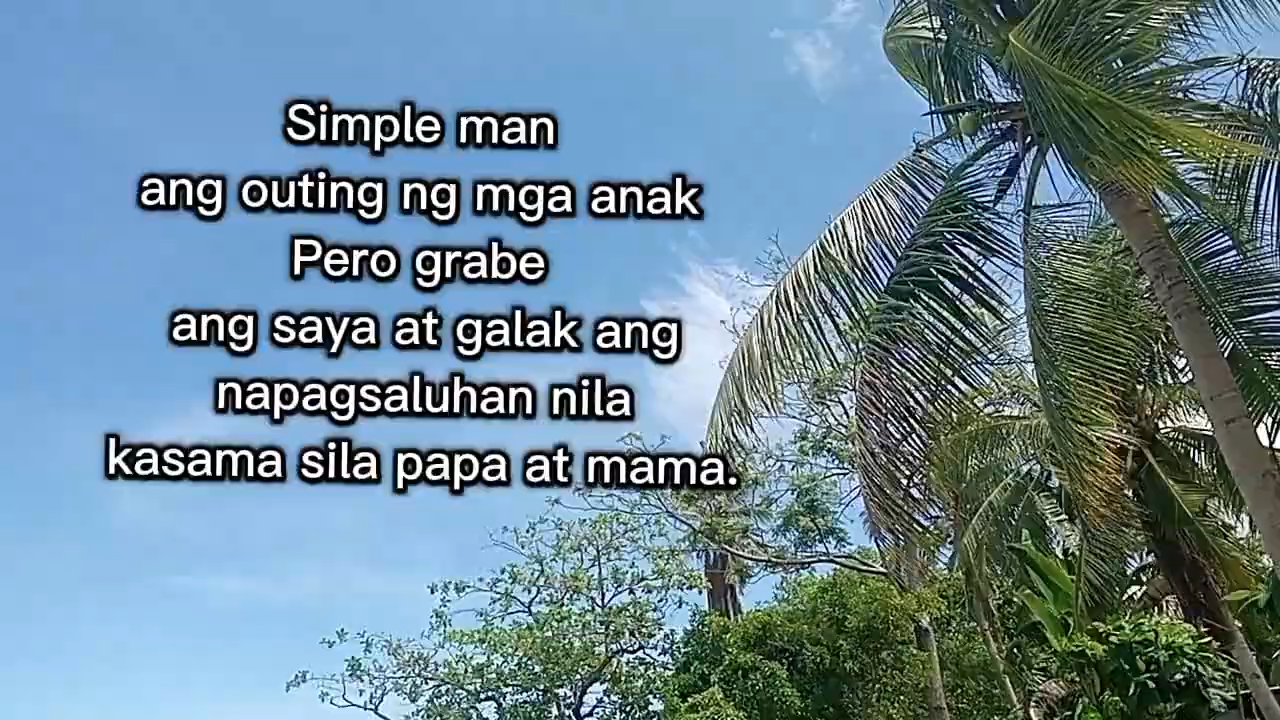 Simple man
ang outing ng mga anak
Pero grabe
ang saya at galak ang
napagsaluhan nila
kasama sila papa at mama.